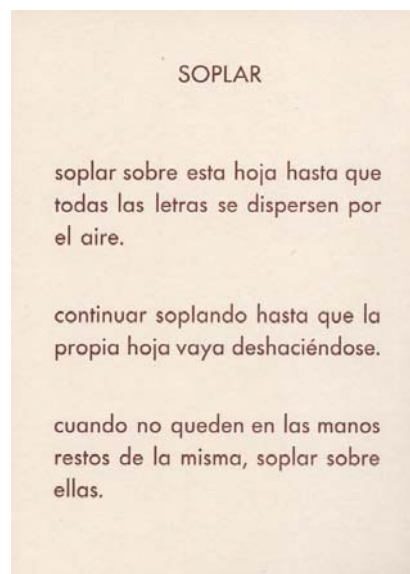 SOPLAR
soplar sobre esta hoja hasta que
todas las letras se dispersen por
el aire.
continuar soplando hasta que la
propia hoja vaya deshaciéndose.
cuando no queden en las manos
restos de la misma, soplar sobre
ellas.